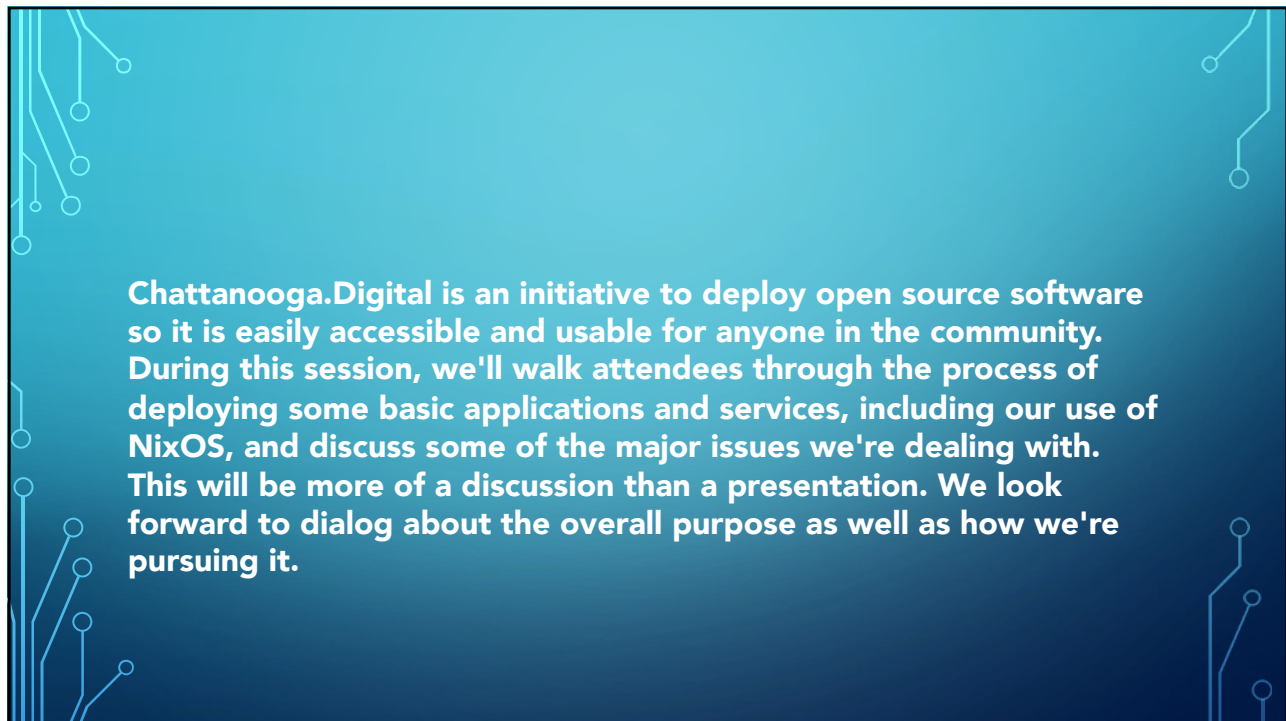 Chattanooga.Digital is an initiative to deploy open source software
so it is easily accessible and usable for anyone in the community.
During this session, we'll walk attendees through the process of
deploying some basic applications and services, including our use of
NixOS, and discuss some of the major issues we're dealing with.
This will be more of a discussion than a presentation. We look
forward to dialog about the overall purpose as well as how we're
pursuing it.